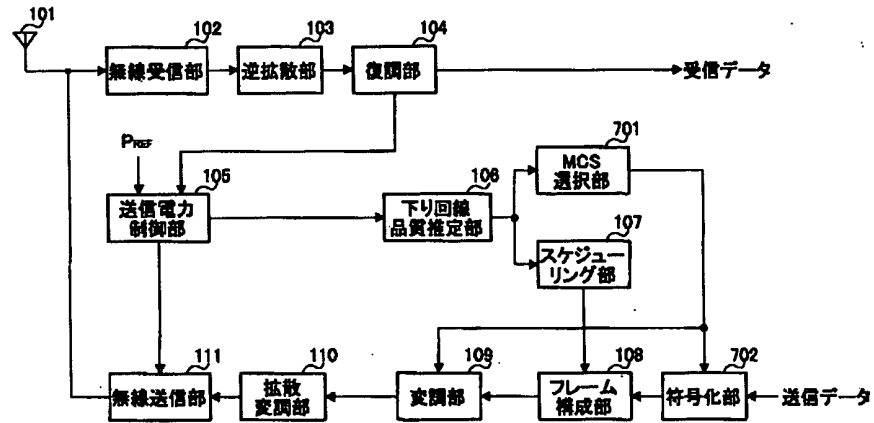 101
102
無線受信部
103
逆拡散部
104
復調部
受信データ
PREF
105
送信電力
制御部
106
下り回線
品質推定部
701
MCS
選択部
107
スケジュー
リング部
111
無線送信部
110
拡散
変調部
109
変調部
108
フレーム
構成部
702
符号化部
送信データ